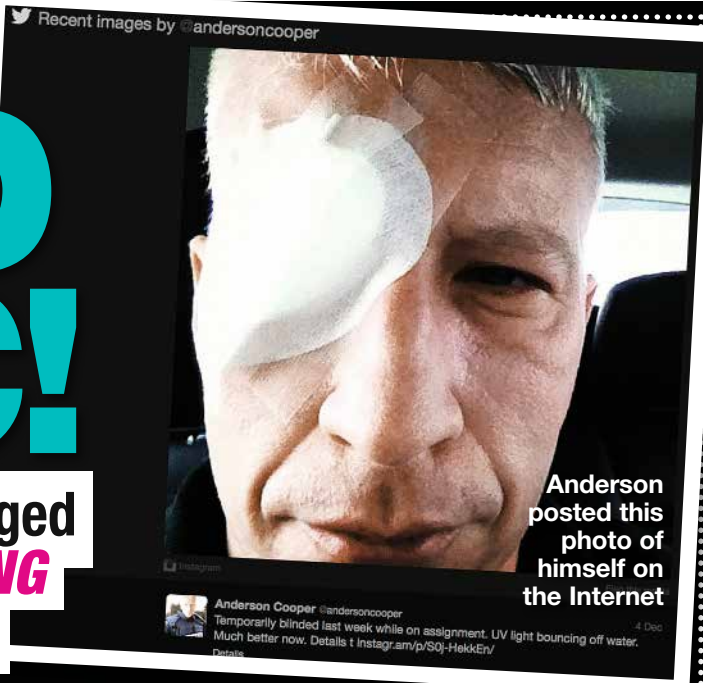 Recent images by @andersoncooper
C!
ged
NG
Anderson
posted this
photo of
himself on
the Internet
Instagram
Anderson Cooper @andersoncooper
4 Dec
Temporarily blinded last week while on assignment. UV light bouncing off water.
Much better now. Details t Instagr.am/p/S0j-HekkEn/
Details